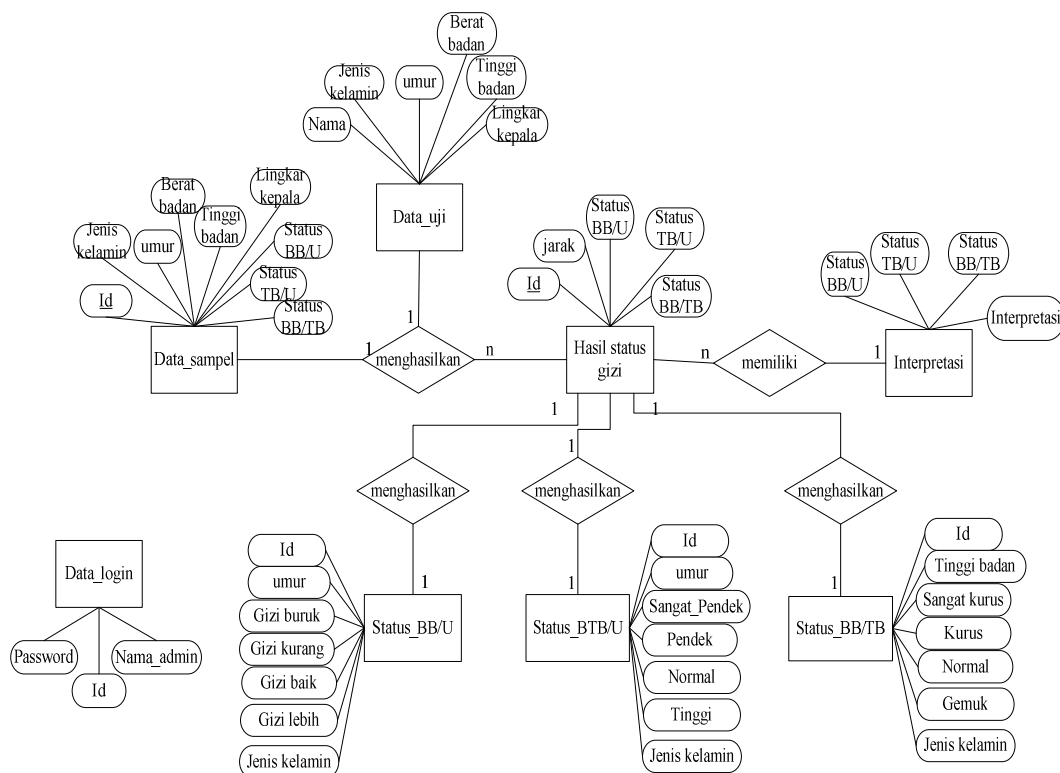 Berat
badan
Jenis
kelamin
umur
Tinggi
badan
Nama
Lingkar
kepala
Data_uji
Berat
badan
Lingkar
kepala
Jenis
kelamin
umur
Tinggi
badan
Status
BB/U
Id
Status
TB/U
Status
BB/TB
Data_sampel
1
1
menghasilkan
n
Status
BB/U
Status
TB/U
jarak
Id
Status
BB/TB
Hasil status
gizi
n
memiliki
1
Status
BB/U
Status
TB/U
Status
BB/TB
Interpretasi
Interpretasi
1
1
1
menghasilkan
menghasilkan
menghasilkan
1
1
1
Data_login
Password
Id
Nama_admin
Id
umur
Gizi buruk
Gizi kurang
Gizi baik
Gizi lebih
Jenis kelamin
Status_BB/U
Status_BTB/U
Id
umur
Sangat_Pendek
Pendek
Normal
Tinggi
Jenis kelamin
Status_BB/TB
Id
Tinggi badan
Sangat kurus
Kurus
Normal
Gemuk
Jenis kelamin